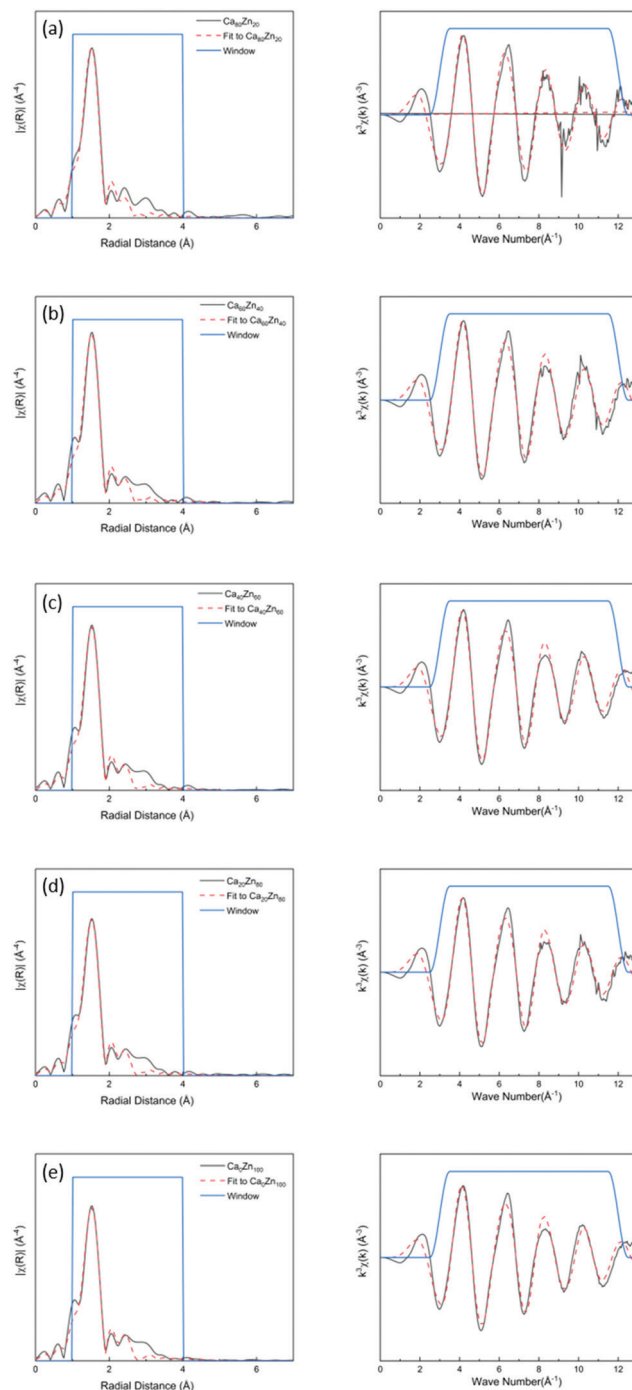 (a)
Ca₈₀Zn₂₀
Fit to Ca₈₀Zn₂₀
Window
|χ(R)| (Å⁻⁴)
0 2 4 6
Radial Distance (Å)
k³χ(k) (Å⁻³)
0 2 4 6 8 10 12
Wave Number(Å⁻¹)
(b)
Ca₆₀Zn₄₀
Fit to Ca₆₀Zn₄₀
Window
|χ(R)| (Å⁻⁴)
0 2 4 6
Radial Distance (Å)
k³χ(k) (Å⁻³)
0 2 4 6 8 10 12
Wave Number(Å⁻¹)
(c)
Ca₄₀Zn₆₀
Fit to Ca₄₀Zn₆₀
Window
|χ(R)| (Å⁻⁴)
0 2 4 6
Radial Distance (Å)
k³χ(k) (Å⁻³)
0 2 4 6 8 10 12
Wave Number(Å⁻¹)
(d)
Ca₂₀Zn₈₀
Fit to Ca₂₀Zn₈₀
Window
|χ(R)| (Å⁻⁴)
0 2 4 6
Radial Distance (Å)
k³χ(k) (Å⁻³)
0 2 4 6 8 10 12
Wave Number(Å⁻¹)
(e)
Ca₀Zn₁₀₀
Fit to Ca₀Zn₁₀₀
Window
|χ(R)| (Å⁻⁴)
0 2 4 6
Radial Distance (Å)
k³χ(k) (Å⁻³)
0 2 4 6 8 10 12
Wave Number(Å⁻¹)